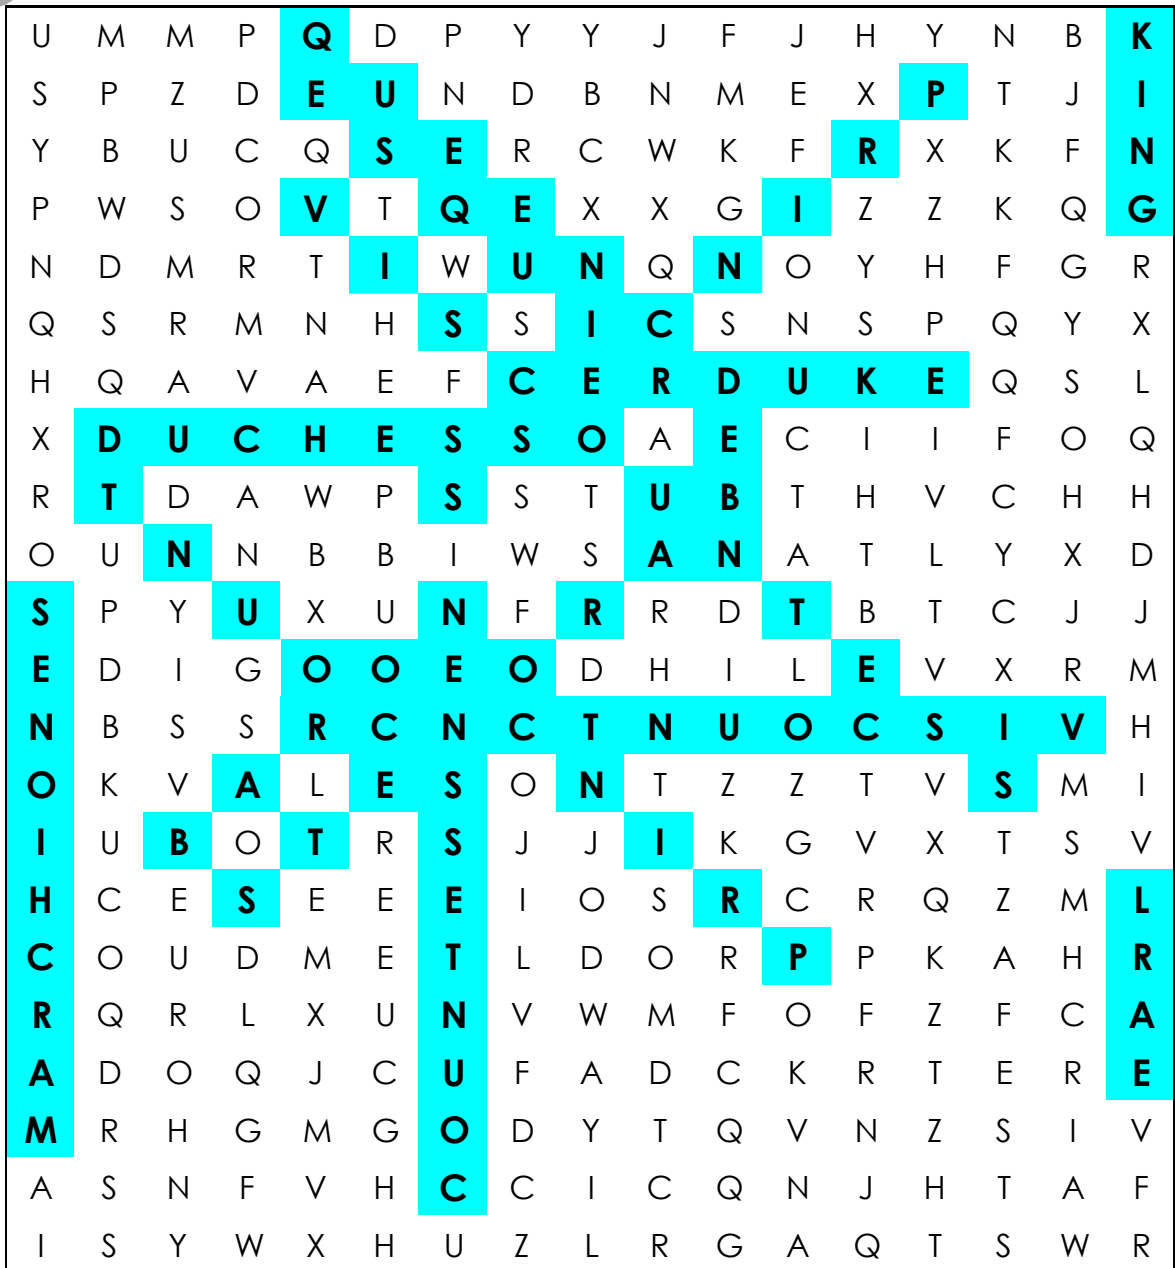 U M M P Q D P Y Y J F J H Y N B K
S P Z D E U N D B N M E X P T J I
Y B U C Q S E R C W K F R X K F N
P W S O V T Q E X X G I Z Z K Q G
N D M R T I W U N Q N O Y H F G R
Q S R M N H S S I C S N S P Q Y X
H Q A V A E F C E R D U K E Q S L
X D U C H E S S O A E C I I F O Q
R T D A W P S S T U B T H V C H H
O U N N B B I W S A N A T L Y X D
S P Y U X U N F R R D T B T C J J
E D I G O O E O D H I L E V X R M
N B S S R C N C T N U O C S I V H
O K V A L E S O N T Z Z T V S M I
I U B O T R S J J I K G V X T S V
H C E S E E E I O S R C R Q Z M L
C O U D M E T L D O R P P K A H R
R Q R L X U N V W M F O F Z F C A
A D O Q J C U F A D C K R T E R E
M R H G M G O D Y T Q V N Z S I V
A S N F V H C C I C Q N J H T A F
I S Y W X H U Z L R G A Q T S W R